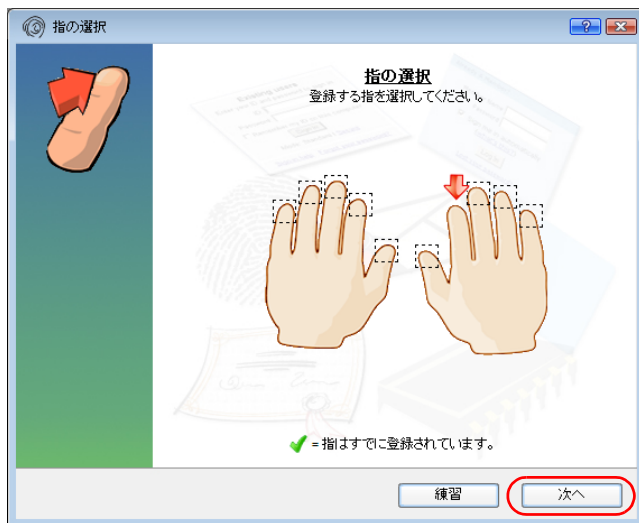 指の選択
指の選択
登録する指を選択してください。
= 指はすでに登録されています。
練習
次へ